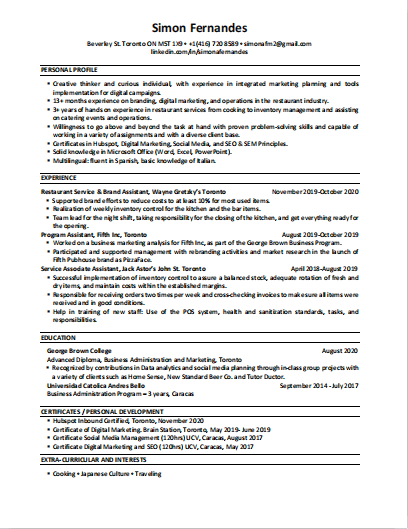 Simon Fernandes
Beverley St. Toronto ON M5T 1X9 • +1(416) 720 8589 • simonafm2@gmail.com
linkedin.com/in/simonafernandes
PERSONAL PROFILE
▪ Creative thinker and curious individual, with experience in integrated marketing planning and tools
implementation for creation of digital campaigns.
▪ 13+ months experience on branding, digital marketing, and operations in the restaurant industry.
▪ 3+ years of hands on experience in restaurant services from cooking to inventory management and assisting
on catering events and operations.
▪ Willingness to go above and beyond the task at hand with proven problem-solving skills and capable of
working in a variety of assignments and with a diverse client base.
▪ Certificates in Hubspot, Digital Marketing, Social Media, and SEO & SEM Principles.
▪ Solid knowledge in Microsoft Office (Word, Excel, PowerPoint).
▪ Multilingual: fluent in Spanish, basic knowledge of Italian.
EXPERIENCE
Restaurant Service & Brand Assistant, Wayne Gretzky's Toronto November 2019-October 2020
▪ Supported brand efforts to reduce costs to at least 10% for most used items.
▪ Realization of weekly inventory control for the kitchen and the bar items.
▪ Team lead for the night shift, taking responsibility for the closing of the kitchen, and get everything ready for
the opening.
Program Assistant, Fifth Inc, Toronto August 2019-October 2019
▪ Worked on a business marketing analysis for Fifth Inc, as part of the George Brown Business Program.
▪ Participated and supported management with rebranding activities and market research in the launch of
Fifth Pubhouse brand as PizzaFace.
Service Associate Assistant, Jack Astor's John St. Toronto April 2018-August 2019
▪ Successful implementation of inventory control to assure a balanced stock, adequate rotation of fresh and
dry items, and maintain costs within the established margins.
▪ Responsible for receiving orders two times per week and cross-checking invoices to make sure all items were
received and in good conditions.
▪ Help in training of new staff: Use of the POS system, health and sanitation standards, tasks, and
responsibilities.
EDUCATION
George Brown College August 2020
Advanced Diploma, Business Administration and Marketing, Toronto
▪ Recognized by contributions in Data analytics and social media planning through in-class group projects with
a variety of clients such as Home Sense, New Standard Beer Co. and Tutor Doctor.
Universidad Catolica Andres Bello September 2014 - July 2017
Business Administration Program – 3 years, Caracas
CERTIFICATES / PERSONAL DEVELOPMENT
▪ Hubspot Inbound Certified, Toronto, November 2020
▪ Certificate of Digital Marketing, Brain Station, Toronto, May 2019- June 2019
▪ Certificate Social Media Management (120hrs) UCV, Caracas, August 2017
▪ Certificate Digital Marketing and SEO (120 hrs) UCV, Caracas, July 2017
EXTRA-CURRICULAR AND INTERESTS
▪ Cooking • Japanese Culture • Traveling